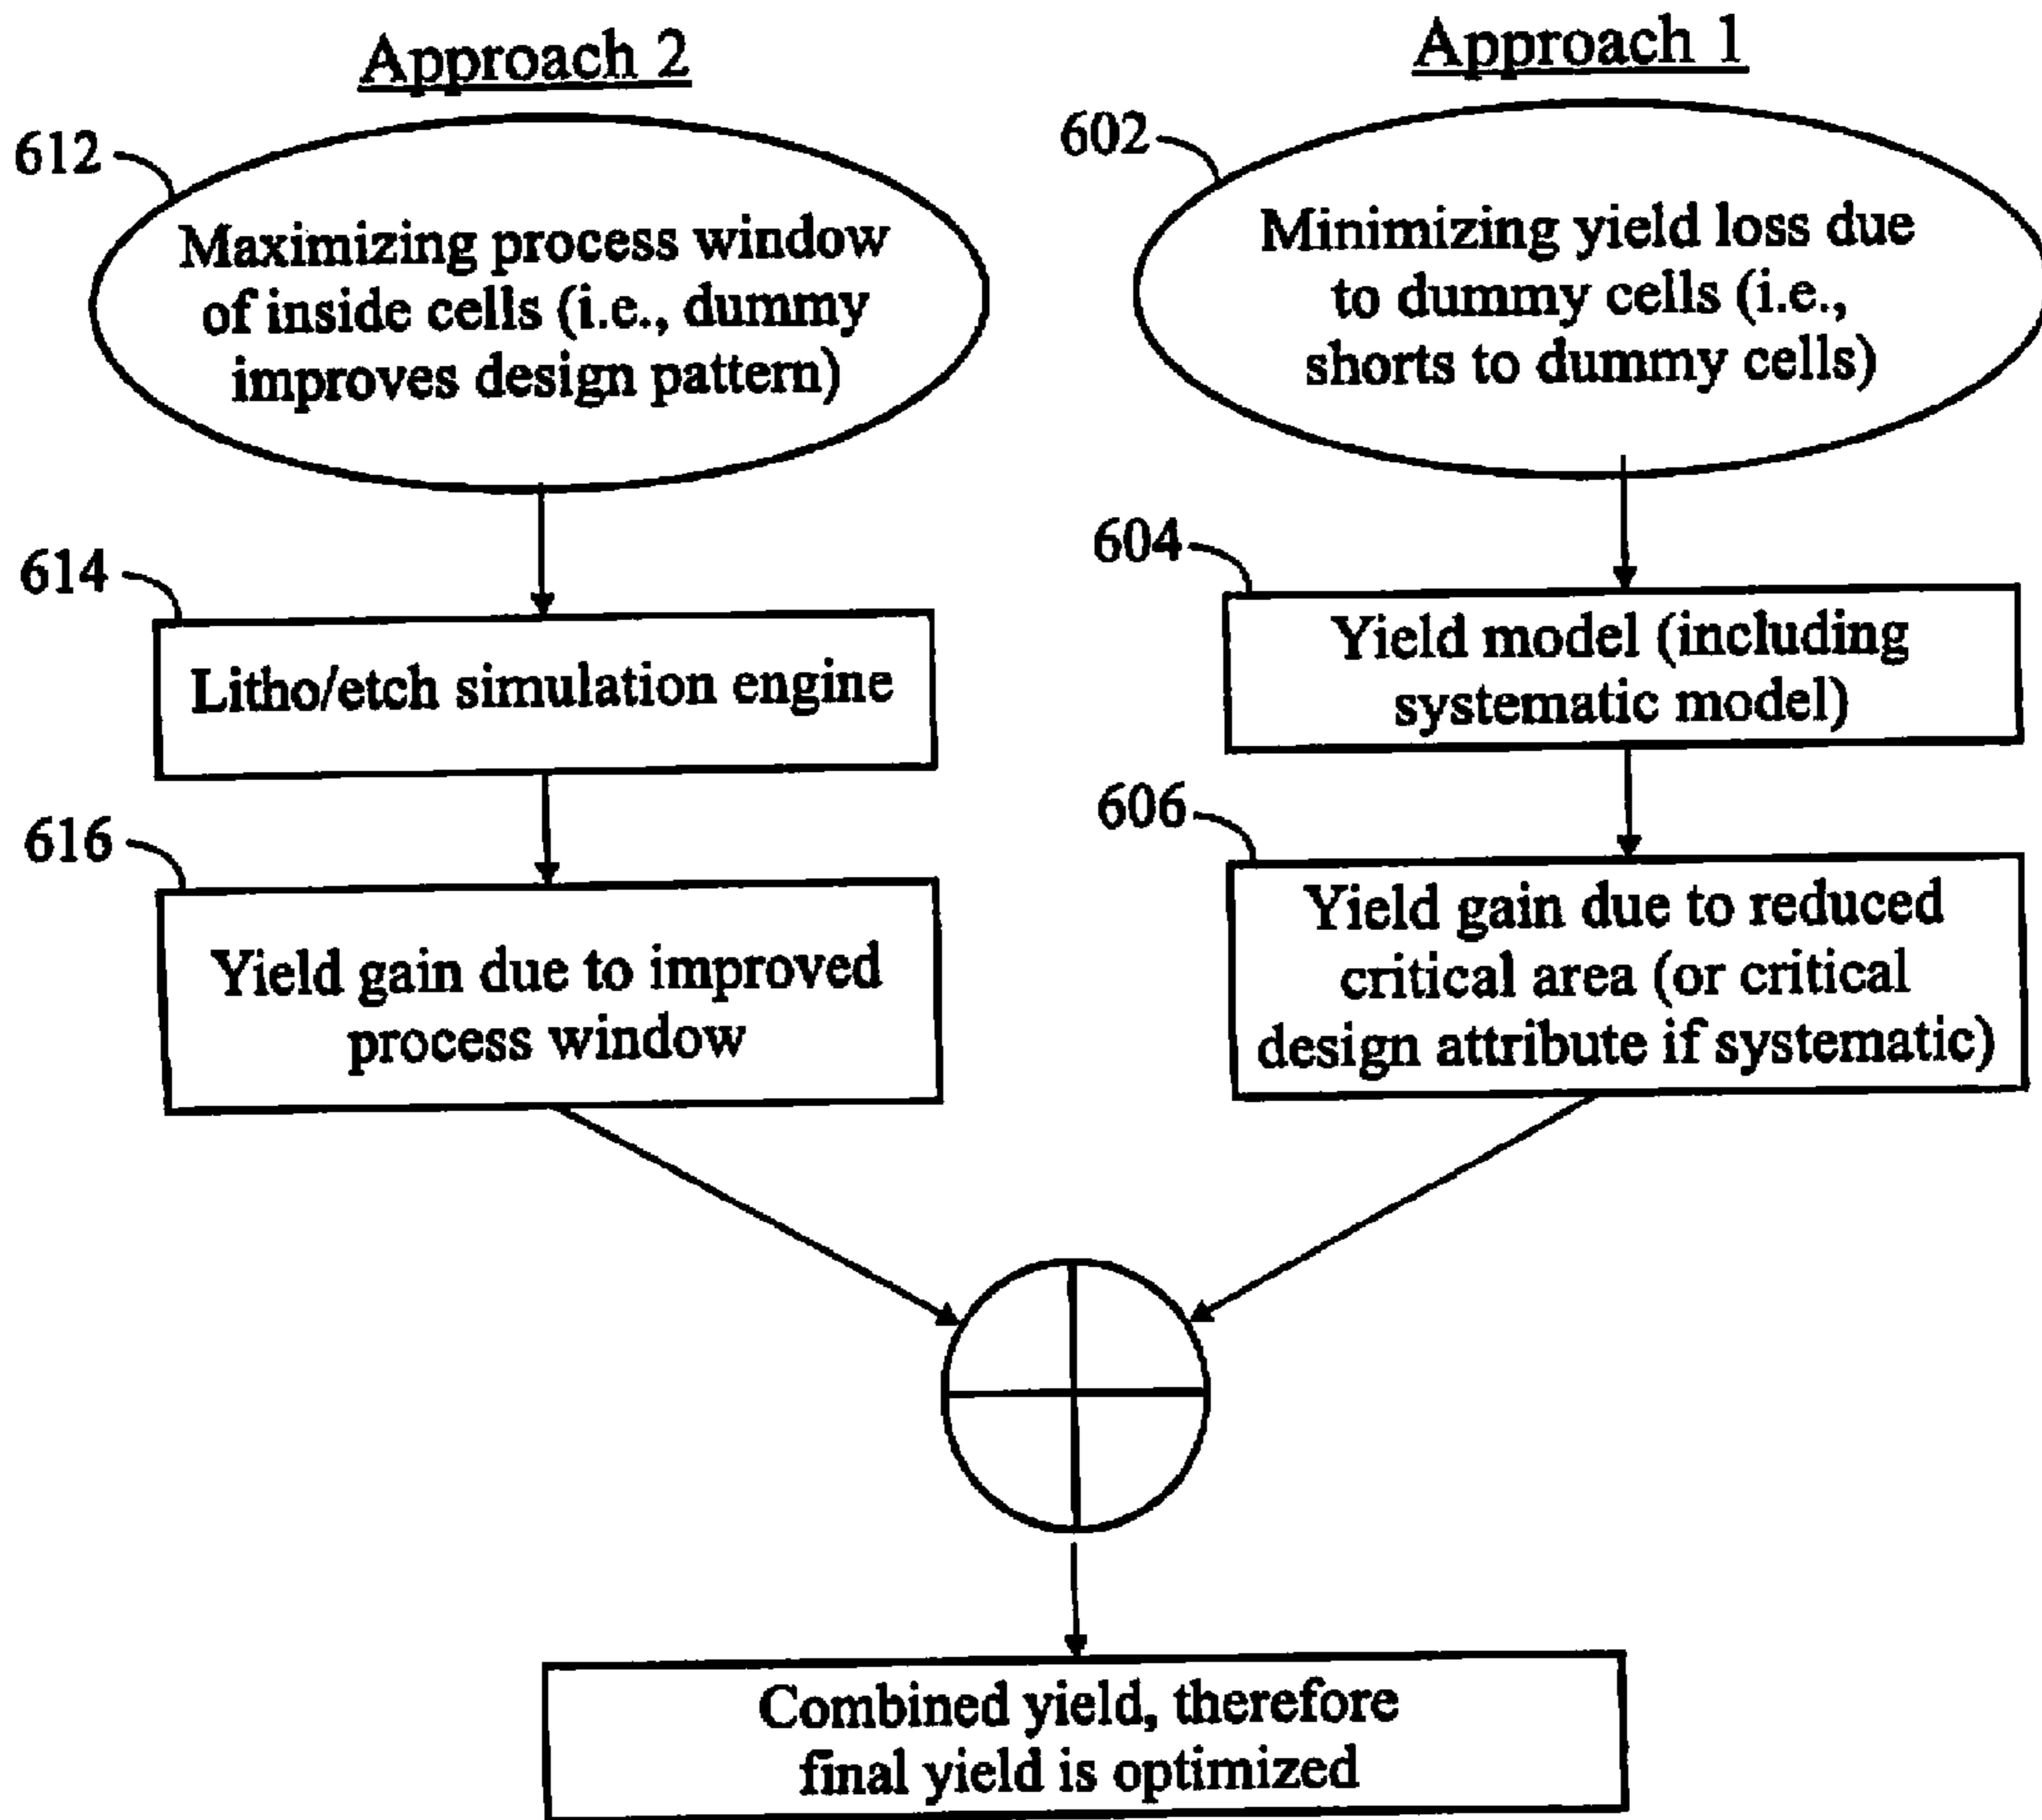 Approach 2
612
Maximizing process window
of inside cells (i.e., dummy
improves design pattern)
614
Litho/etch simulation engine
616
Yield gain due to improved
process window
Approach 1
602
Minimizing yield loss due
to dummy cells (i.e.,
shorts to dummy cells)
604
Yield model (including
systematic model)
606
Yield gain due to reduced
critical area (or critical
design attribute if systematic)
Combined yield, therefore
final yield is optimized